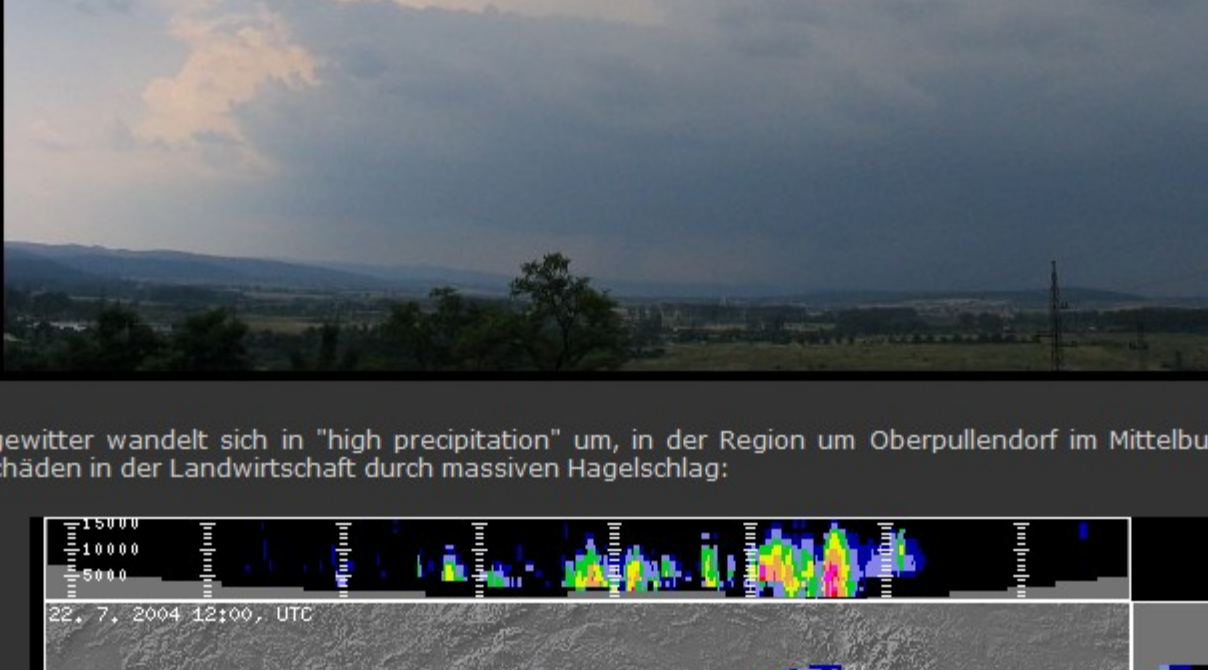 gewitter wandelt sich in "high precipitation" um, in der Region um Oberpullendorf im Mittelbu
chäden in der Landwirtschaft durch massiven Hagelschlag:
15000
10000
5000
22. 7. 2004 12:00, UTC